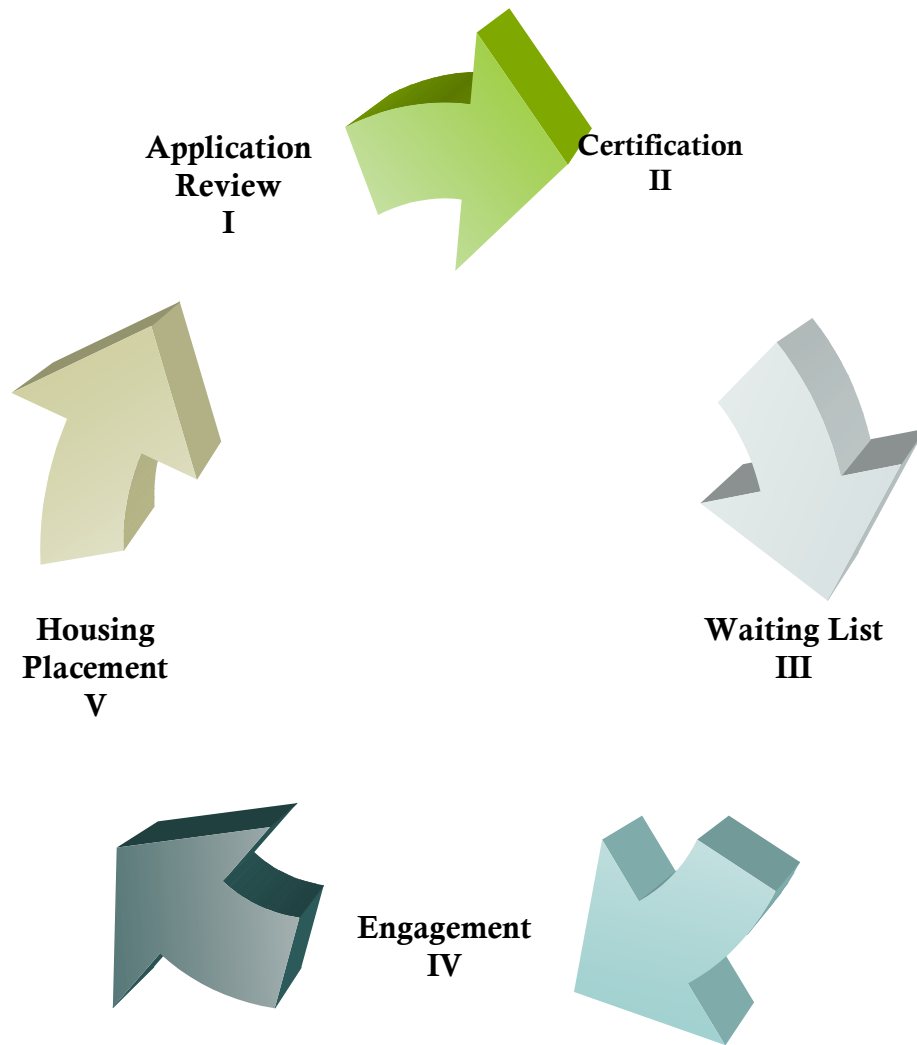 Application
Review
I
Certification
II
Waiting List
III
Engagement
IV
Housing
Placement
V